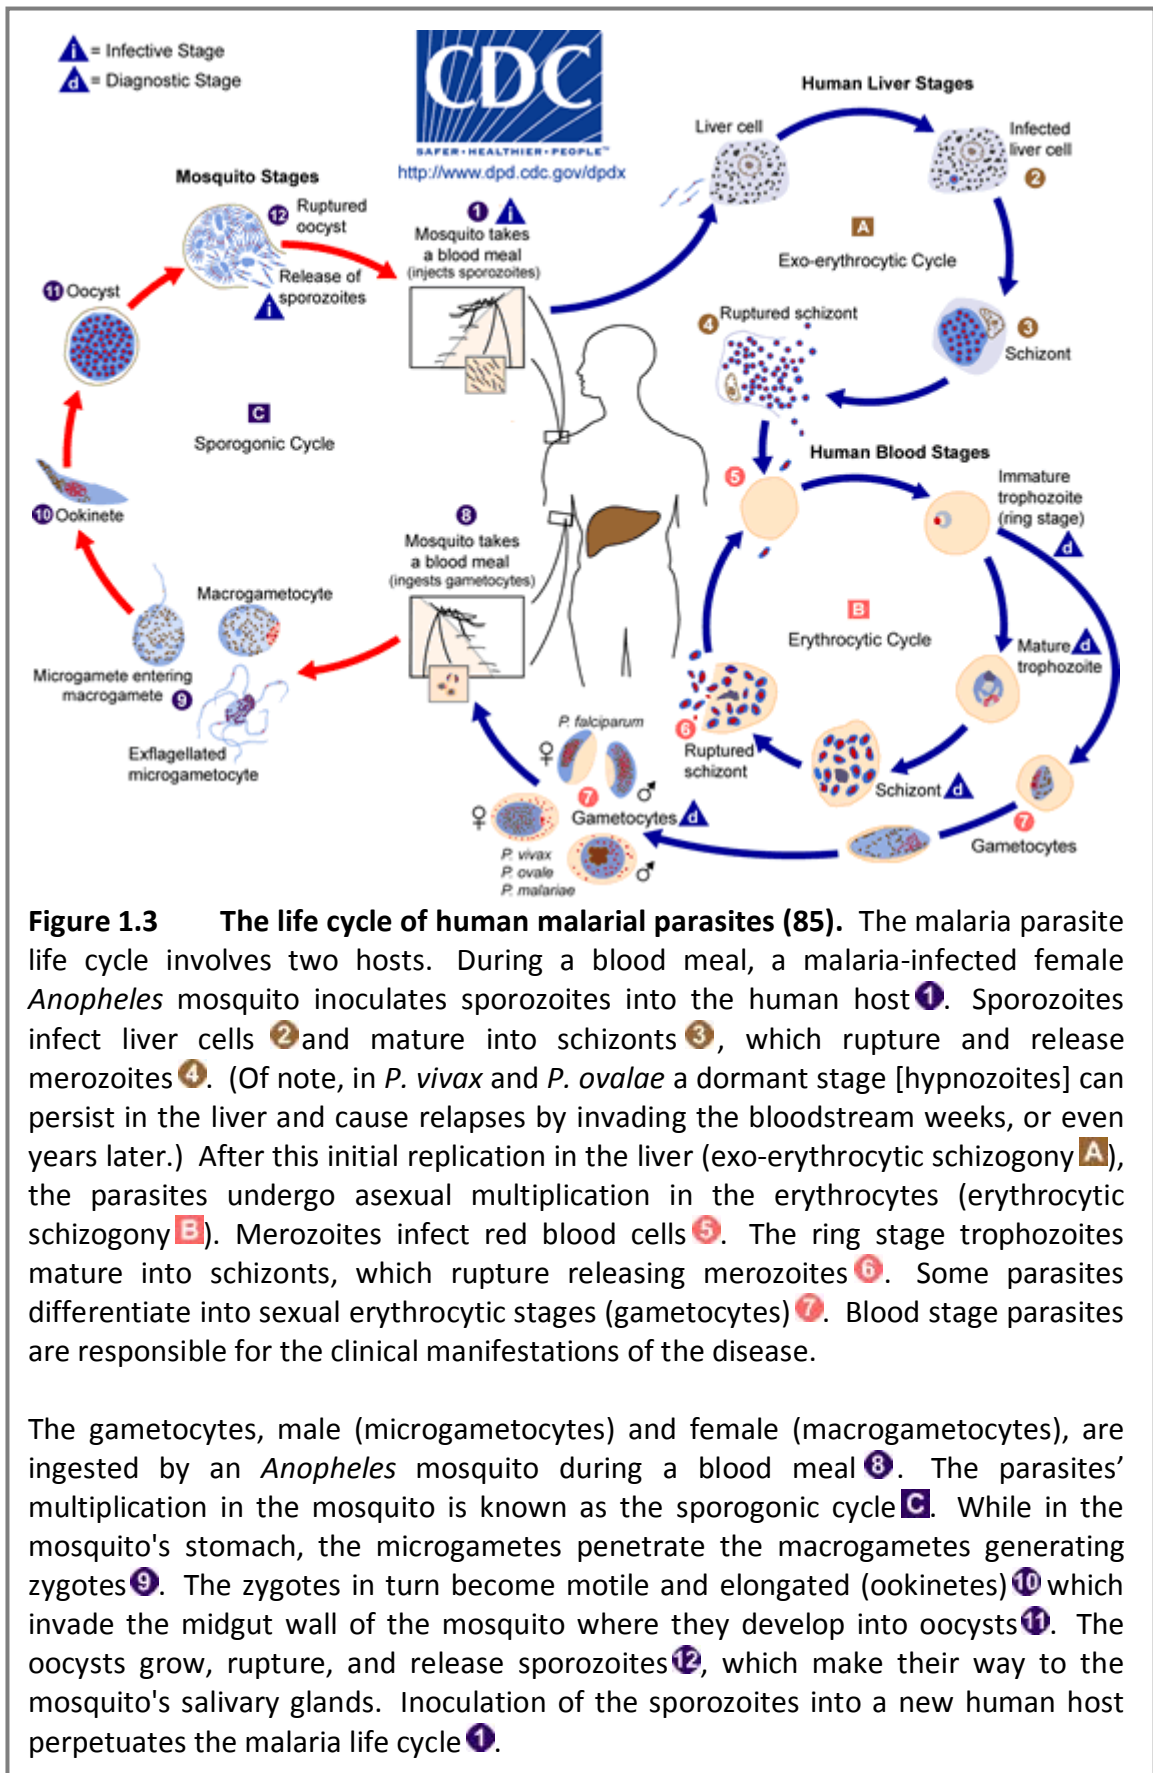 i = Infective Stage
d = Diagnostic Stage
CDC
SAFER • HEALTHIER • PEOPLE™
http://www.dpd.cdc.gov/dpdx
Human Liver Stages
Liver cell
Infected
liver cell
2
Mosquito Stages
12 Ruptured
oocyst
Release of
sporozoites
i
11 Oocyst
1 i
Mosquito takes
a blood meal
(injects sporozoites)
A
Exo-erythrocytic Cycle
4 Ruptured schizont
3
Schizont
C
Sporogonic Cycle
Human Blood Stages
5
Immature
trophozoite
(ring stage)
d
10 Ookinete
8
Mosquito takes
a blood meal
(ingests gametocytes)
Macrogametocyte
B
Erythrocytic Cycle
Mature d
trophozoite
Microgamete entering
macrogamete 9
Exflagellated
microgametocyte
6
Ruptured
schizont
Schizont d
P. falciparum
♀
♂
7
Gametocytes d
♀
♂
P. vivax
P. ovale
P. malariae
7
Gametocytes
Figure 1.3 The life cycle of human malarial parasites (85). The malaria parasite
life cycle involves two hosts. During a blood meal, a malaria-infected female
Anopheles mosquito inoculates sporozoites into the human host 1. Sporozoites
infect liver cells 2 and mature into schizonts 3, which rupture and release
merozoites 4. (Of note, in P. vivax and P. ovalae a dormant stage [hypnozoites] can
persist in the liver and cause relapses by invading the bloodstream weeks, or even
years later.) After this initial replication in the liver (exo-erythrocytic schizogony A),
the parasites undergo asexual multiplication in the erythrocytes (erythrocytic
schizogony B). Merozoites infect red blood cells 5. The ring stage trophozoites
mature into schizonts, which rupture releasing merozoites 6. Some parasites
differentiate into sexual erythrocytic stages (gametocytes) 7. Blood stage parasites
are responsible for the clinical manifestations of the disease.
The gametocytes, male (microgametocytes) and female (macrogametocytes), are
ingested by an Anopheles mosquito during a blood meal 8. The parasites’
multiplication in the mosquito is known as the sporogonic cycle C. While in the
mosquito's stomach, the microgametes penetrate the macrogametes generating
zygotes 9. The zygotes in turn become motile and elongated (ookinetes) 10 which
invade the midgut wall of the mosquito where they develop into oocysts 11. The
oocysts grow, rupture, and release sporozoites 12, which make their way to the
mosquito's salivary glands. Inoculation of the sporozoites into a new human host
perpetuates the malaria life cycle 1.